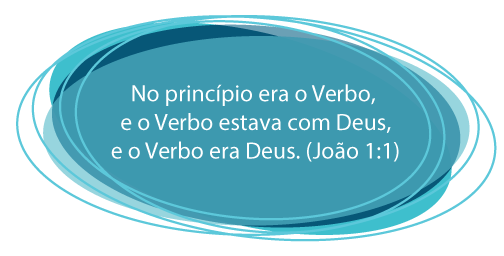 No princípio era o Verbo,
e o Verbo estava com Deus,
e o Verbo era Deus. (João 1:1)